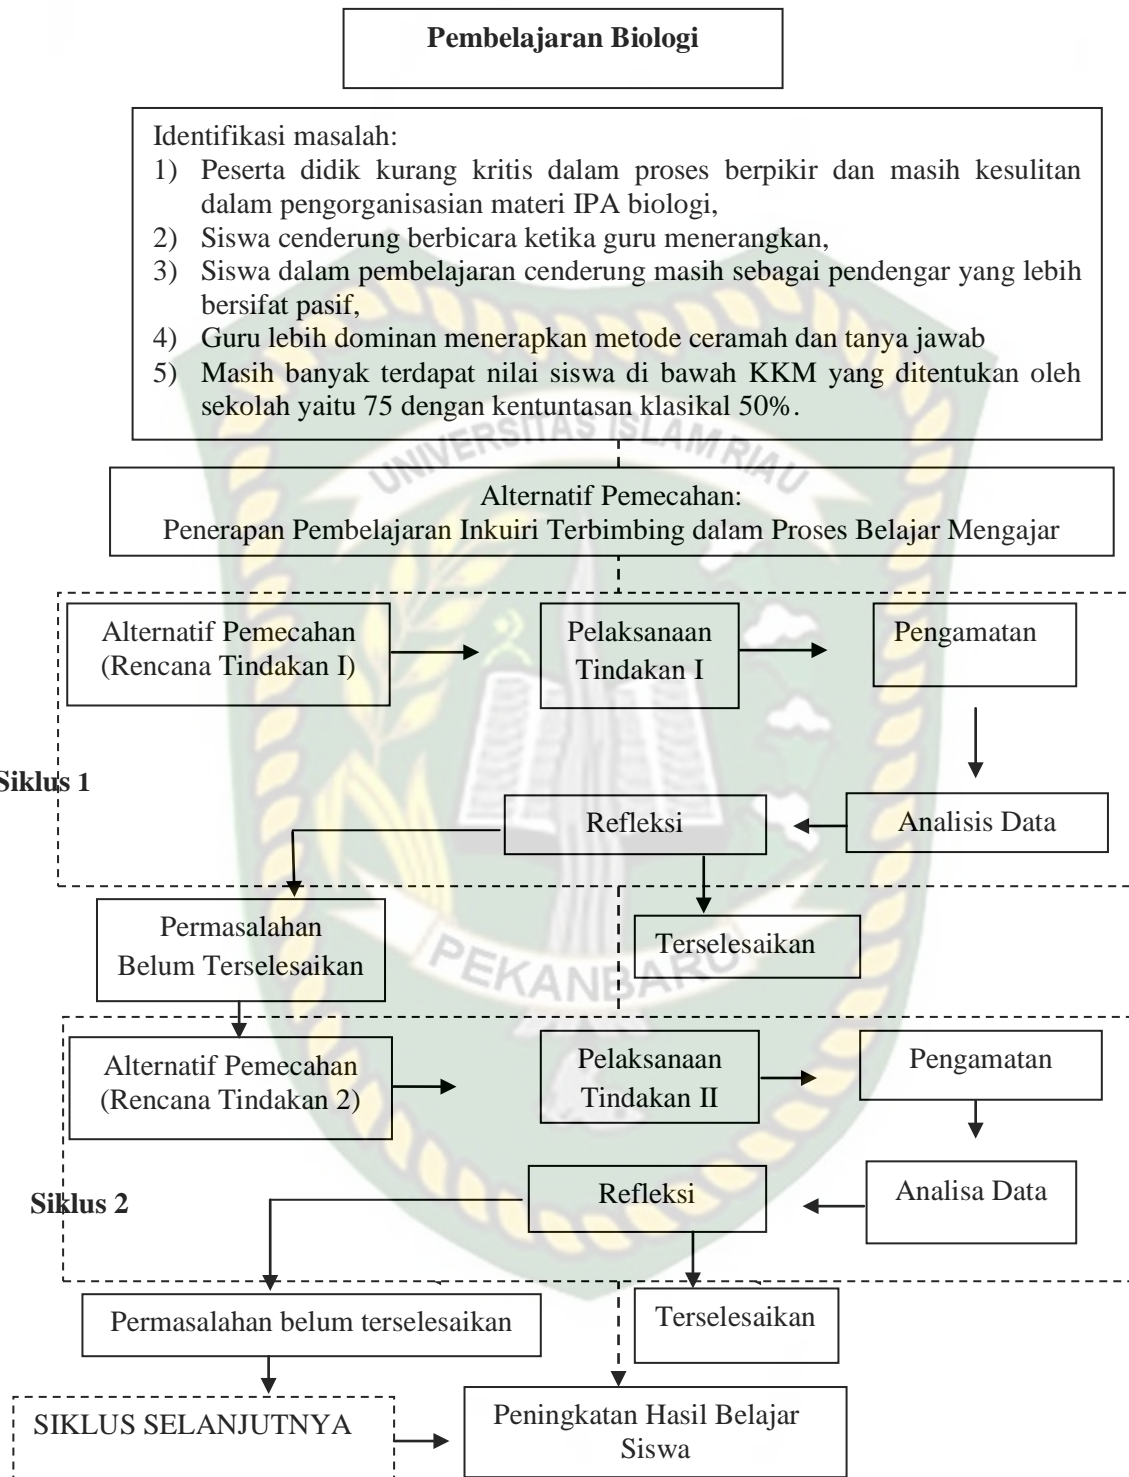 Pembelajaran Biologi
Identifikasi masalah:
1) Peserta didik kurang kritis dalam proses berpikir dan masih kesulitan
dalam pengorganisasian materi IPA biologi,
2) Siswa cenderung berbicara ketika guru menerangkan,
3) Siswa dalam pembelajaran cenderung masih sebagai pendengar yang lebih
bersifat pasif,
4) Guru lebih dominan menerapkan metode ceramah dan tanya jawab
5) Masih banyak terdapat nilai siswa di bawah KKM yang ditentukan oleh
sekolah yaitu 75 dengan kentuntasan klasikal 50%.
UNIVERSITAS ISLAM RIAU
Alternatif Pemecahan:
Penerapan Pembelajaran Inkuiri Terbimbing dalam Proses Belajar Mengajar
Alternatif Pemecahan
(Rencana Tindakan I)
Pelaksanaan
Tindakan I
Pengamatan
Siklus 1
Refleksi
Analisis Data
Permasalahan
Belum Terselesaikan
Terselesaikan
PEKANBARU
Alternatif Pemecahan
(Rencana Tindakan 2)
Pelaksanaan
Tindakan II
Pengamatan
Siklus 2
Refleksi
Analisa Data
Permasalahan belum terselesaikan
Terselesaikan
SIKLUS SELANJUTNYA
Peningkatan Hasil Belajar
Siswa